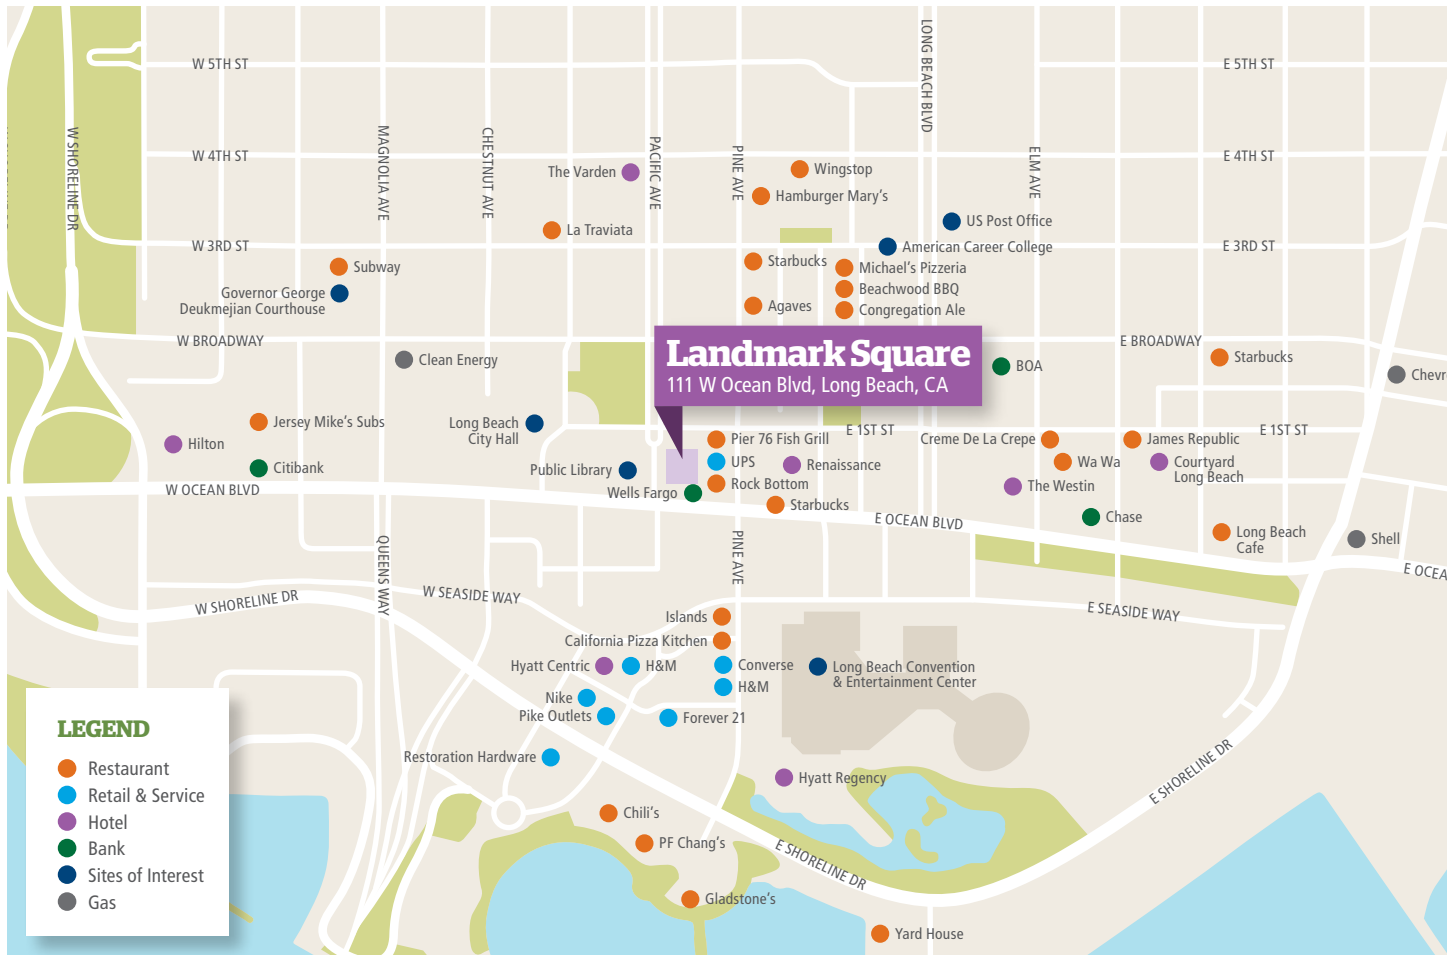 W 5TH ST
E 5TH ST
LONG BEACH BLVD
W SHORELINE DR
MAGNOLIA AVE
CHESTNUT AVE
PACIFIC AVE
PINE AVE
ELM AVE
W 4TH ST
E 4TH ST
The Varden
Wingstop
Hamburger Mary's
US Post Office
La Traviata
W 3RD ST
American Career College
E 3RD ST
Subway
Starbucks
Michael's Pizzeria
Governor George
Deukmejian Courthouse
Beachwood BBQ
Agaves
Congregation Ale
W BROADWAY
E BROADWAY
Landmark Square
111 W Ocean Blvd, Long Beach, CA
Clean Energy
BOA
Starbucks
Chevr
Jersey Mike's Subs
Long Beach
City Hall
E 1ST ST
E 1ST ST
Hilton
Pier 76 Fish Grill
Creme De La Crepe
James Republic
Citibank
Public Library
UPS
Renaissance
Wa Wa
Courtyard
Long Beach
W OCEAN BLVD
Wells Fargo
Rock Bottom
The Westin
Starbucks
E OCEAN BLVD
Chase
Long Beach
Cafe
Shell
E OCEA
QUEENS WAY
PINE AVE
W SHORELINE DR
W SEASIDE WAY
E SEASIDE WAY
Islands
California Pizza Kitchen
Hyatt Centric
H&M
Converse
Long Beach Convention
& Entertainment Center
H&M
Nike
Pike Outlets
Forever 21
Restoration Hardware
Hyatt Regency
E SHORELINE DR
Chili's
PF Chang's
E SHORELINE DR
Gladstone's
Yard House
LEGEND
Restaurant
Retail & Service
Hotel
Bank
Sites of Interest
Gas